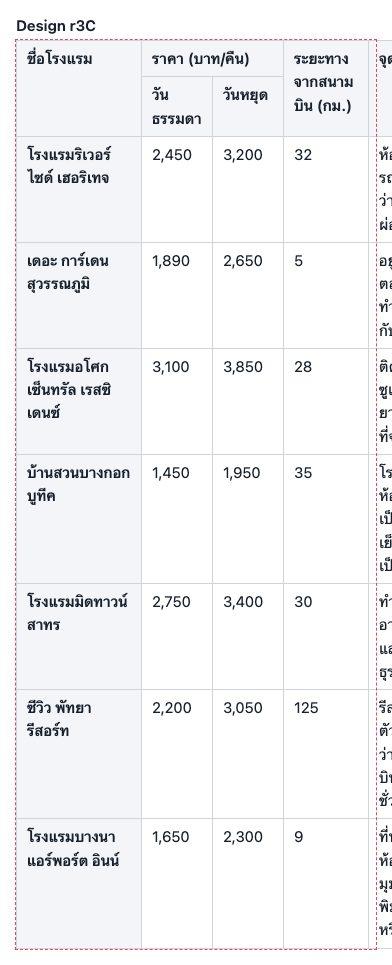 Design r3C
ชื่อโรงแรม ราคา (บาท/คืน) ระยะทางจากสนามบิน (กม.)
วันธรรมดา วันหยุด
โรงแรมริเวอร์ไซด์ เฮอริเทจ 2,450 3,200 32
เดอะ การ์เดน สุวรรณภูมิ 1,890 2,650 5
โรงแรมอโศก เซ็นทรัล เรสซิเดนซ์ 3,100 3,850 28
บ้านสวนบางกอก บูทีค 1,450 1,950 35
โรงแรมมิดทาวน์ สาทร 2,750 3,400 30
ซีวิว พัทยา รีสอร์ท 2,200 3,050 125
โรงแรมบางนา แอร์พอร์ต อินน์ 1,650 2,300 9